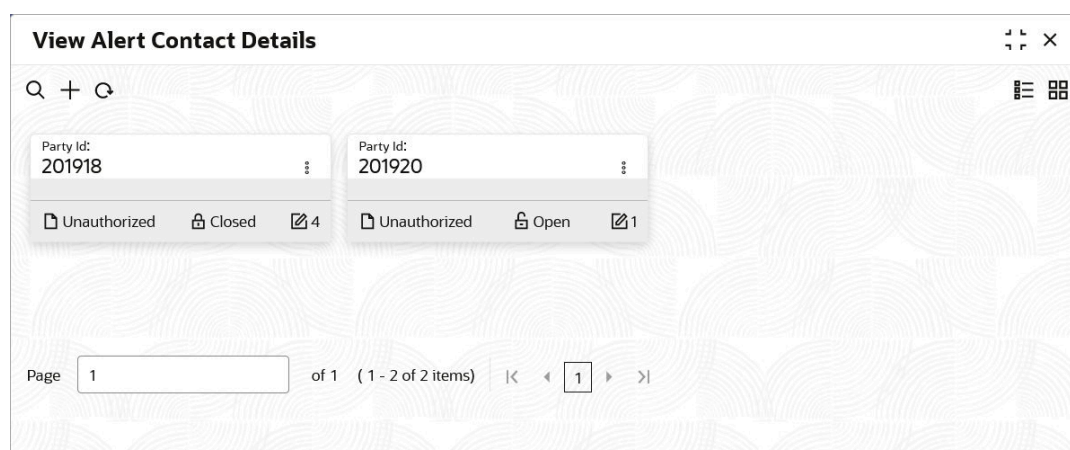 View Alert Contact Details
Party Id: Party Id:
201918 201920
Unauthorized Closed 4 Unauthorized Open 1
Page 1 of 1 ( 1 - 2 of 2 items) 1